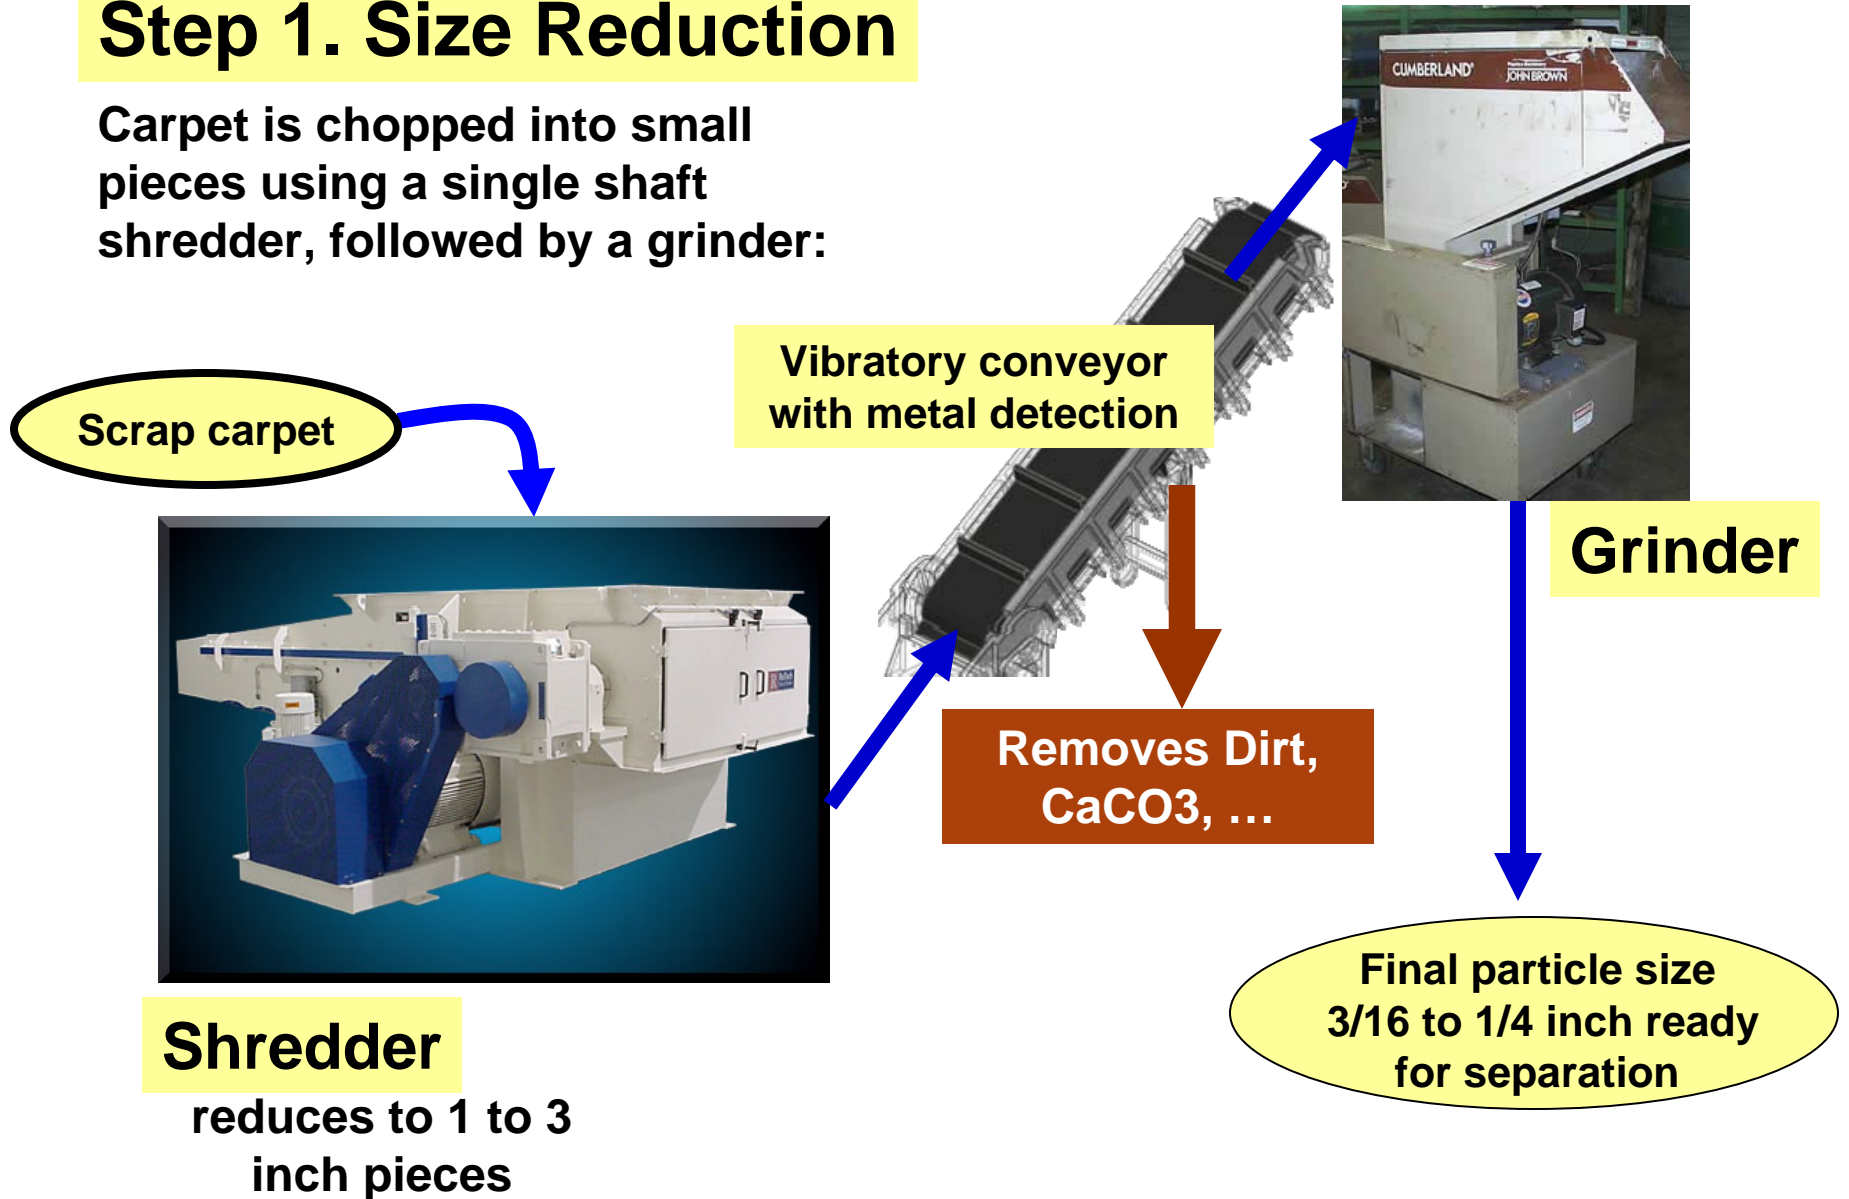 Step 1. Size Reduction
Carpet is chopped into small
pieces using a single shaft
shredder, followed by a grinder:
Scrap carpet
Vibratory conveyor
with metal detection
CUMBERLAND
JOHN BROWN
Grinder
Removes Dirt,
CaCO3, …
Shredder
reduces to 1 to 3
inch pieces
Final particle size
3/16 to 1/4 inch ready
for separation